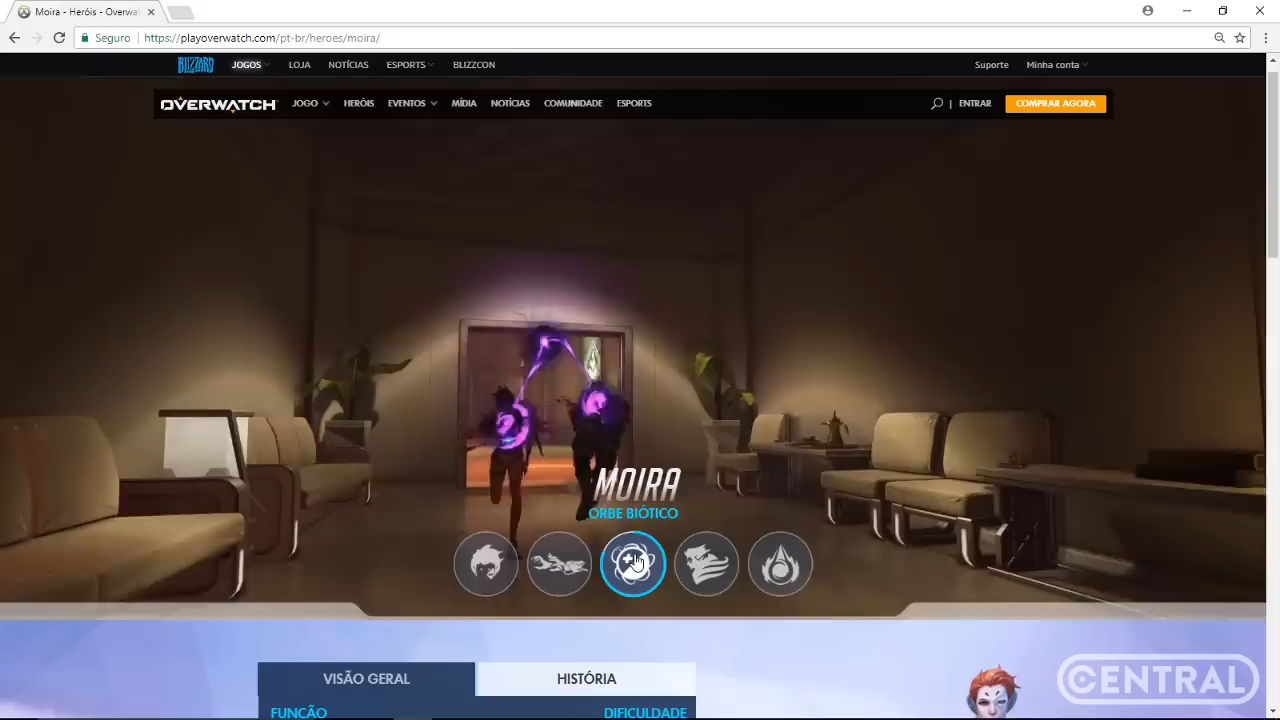 Moira - Heróis - Overwa
Seguro
https://playoverwatch.com/pt-br/heroes/moira/
BLIZZARD JOGOS LOJA NOTÍCIAS ESPORTS BLIZZCON Suporte Minha conta
OVERWATCH JOGO HERÓIS EVENTOS MÍDIA NOTÍCIAS COMUNIDADE ESPORTS | ENTRAR COMPRAR AGORA
MOIRA
ORBE BIÓTICO
VISÃO GERAL HISTÓRIA
FUNÇÃO DIFICULDADE
CENTRAL